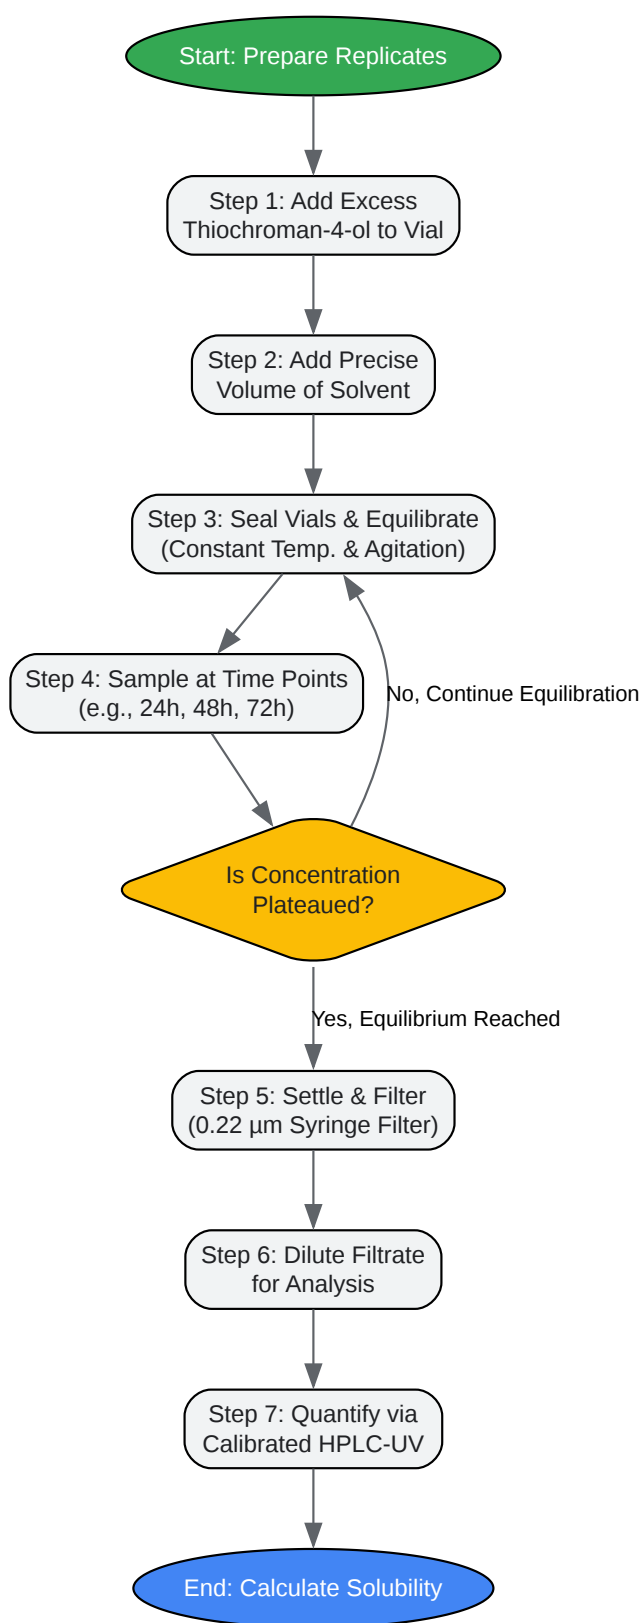 Start: Prepare Replicates
Step 1: Add Excess
Thiochroman-4-ol to Vial
Step 2: Add Precise
Volume of Solvent
Step 3: Seal Vials & Equilibrate
(Constant Temp. & Agitation)
Step 4: Sample at Time Points
(e.g., 24h, 48h, 72h)
No, Continue Equilibration
Is Concentration
Plateaued?
Yes, Equilibrium Reached
Step 5: Settle & Filter
(0.22 µm Syringe Filter)
Step 6: Dilute Filtrate
for Analysis
Step 7: Quantify via
Calibrated HPLC-UV
End: Calculate Solubility